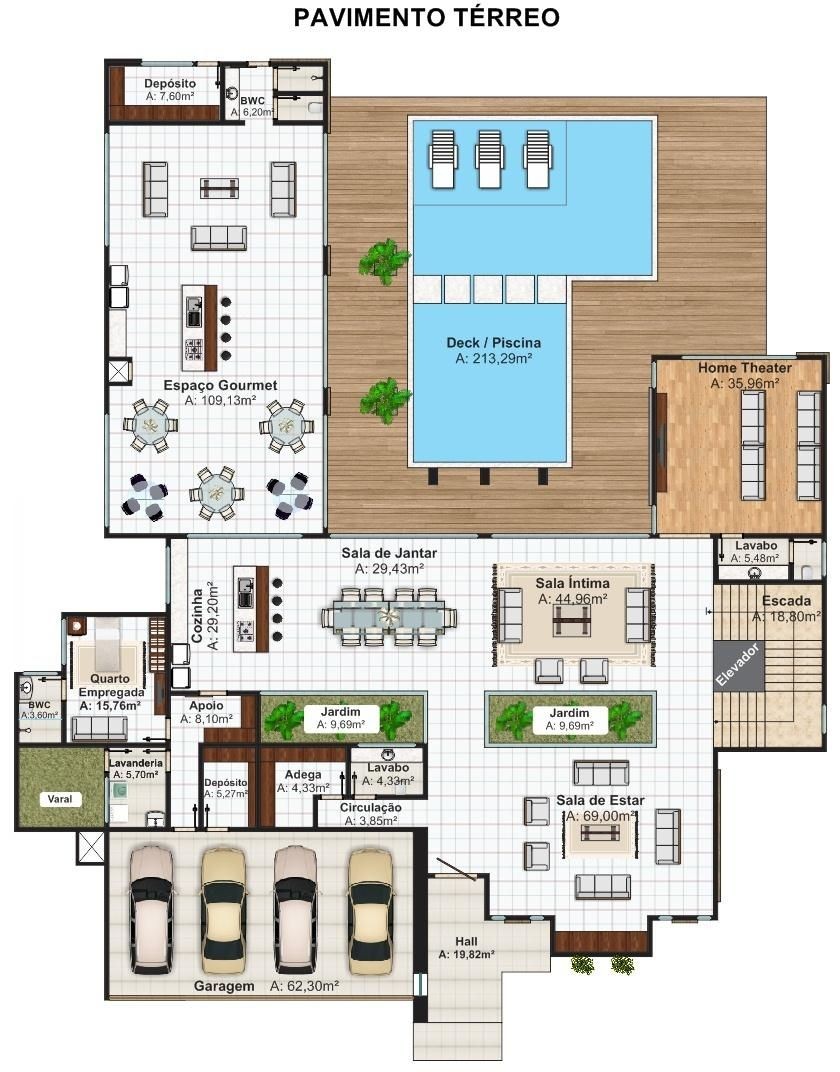 PAVIMENTO TÉRREO
Depósito
A: 7,60m²
BWC
A: 6,20m²
Deck / Piscina
A: 213,29m²
Home Theater
A: 35,96m²
Espaço Gourmet
A: 109,13m²
Sala de Jantar
A: 29,43m²
Lavabo
A: 5,48m²
Cozinha
A: 29,20m²
Sala Íntima
A: 44,96m²
Escada
A: 18,80m²
Elevador
Quarto
Empregada
A: 15,76m²
BWC
A:3,60m²
Apoio
A: 8,10m²
Jardim
A: 9,69m²
Jardim
A: 9,69m²
Lavanderia
A: 5,70m²
Depósito
A: 5,27m²
Adega
A: 4,33m²
Lavabo
A: 4,33m²
Varal
Circulação
A: 3,85m²
Sala de Estar
A: 69,00m²
Hall
A: 19,82m²
Garagem A: 62,30m²